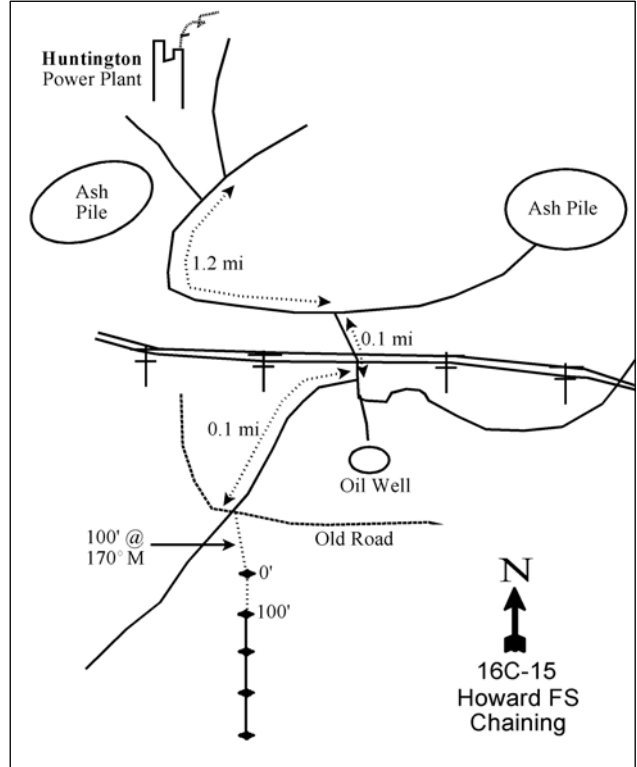 Huntington
Power Plant
Ash
Pile
Ash Pile
1.2 mi
0.1 mi
0.1 mi
Oil Well
Old Road
100' @
170° M
0'
100'
N
16C-15
Howard FS
Chaining